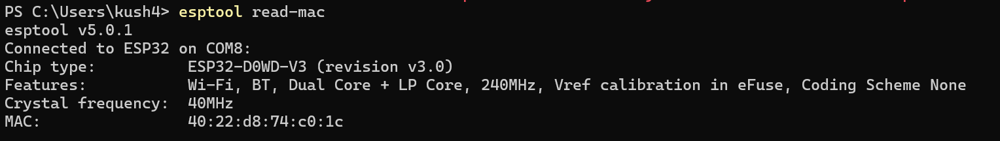 PS C:\Users\kush4> esptool read-mac
esptool v5.0.1
Connected to ESP32 on COM8:
Chip type:          ESP32-D0WD-V3 (revision v3.0)
Features:           Wi-Fi, BT, Dual Core + LP Core, 240MHz, Vref calibration in eFuse, Coding Scheme None
Crystal frequency:  40MHz
MAC:                40:22:d8:74:c0:1c